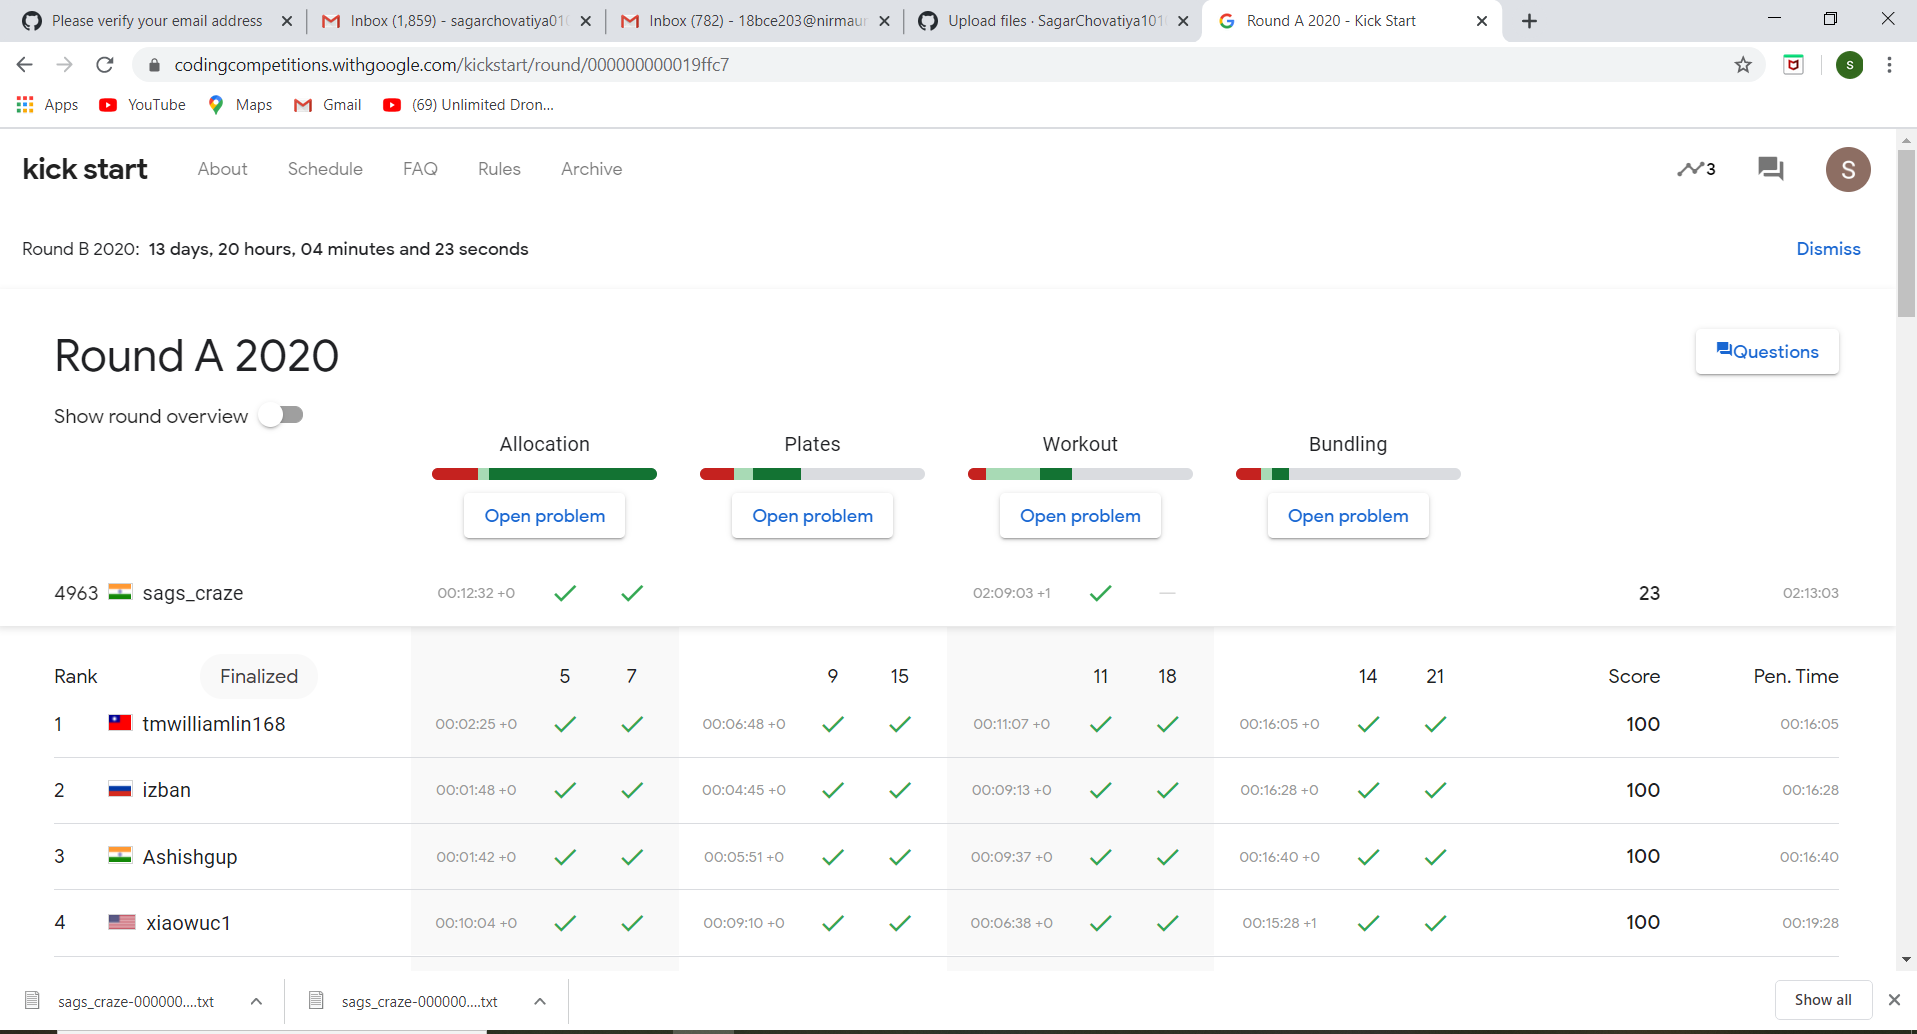 Please verify your email address
Inbox (1,859) - sagarchovatiya010
Inbox (782) - 18bce203@nirmauni
Upload files · SagarChovatiya1010
Round A 2020 - Kick Start
codingcompetitions.withgoogle.com/kickstart/round/000000000019ffc7
S
Apps
YouTube
Maps
Gmail
(69) Unlimited Dron...
kick start
About
Schedule
FAQ
Rules
Archive
3
S
Round B 2020: 13 days, 20 hours, 04 minutes and 23 seconds
Dismiss
Round A 2020
Questions
Show round overview
Allocation Plates Workout Bundling
Open problem Open problem Open problem Open problem
4963 sags_craze 00:12:32 +0 02:09:03 +1 — 23 02:13:03
Rank Finalized 5 7 9 15 11 18 14 21 Score Pen. Time
1 tmwilliamlin168 00:02:25 +0 00:06:48 +0 00:11:07 +0 00:16:05 +0 100 00:16:05
2 izban 00:01:48 +0 00:04:45 +0 00:09:13 +0 00:16:28 +0 100 00:16:28
3 Ashishgup 00:01:42 +0 00:05:51 +0 00:09:37 +0 00:16:40 +0 100 00:16:40
4 xiaowuc1 00:10:04 +0 00:09:10 +0 00:06:38 +0 00:15:28 +1 100 00:19:28
sags_craze-000000....txt
sags_craze-000000....txt
Show all